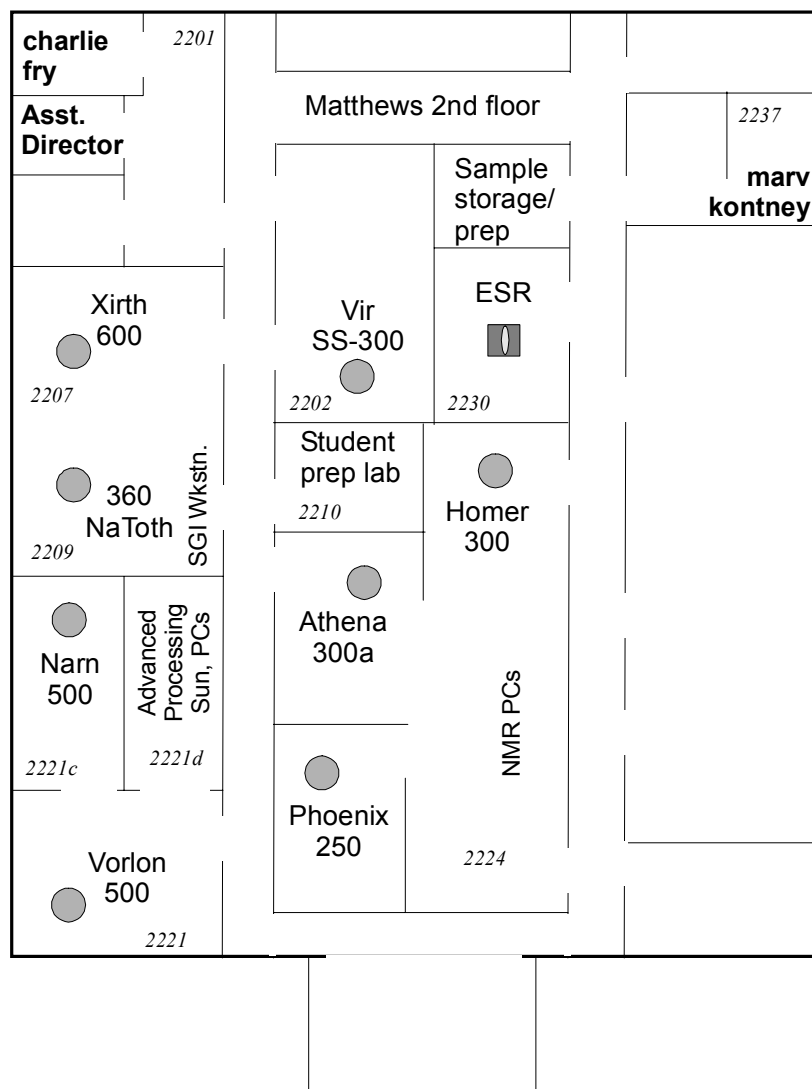 charlie
fry
2201
Asst.
Director
Matthews 2nd floor
2237
marv
kontney
Sample
storage/
prep
Xirth
600
2207
Vir
SS-300
2202
ESR
2230
360
NaToth
2209
SGI Wkstn.
Student
prep lab
2210
Homer
300
Athena
300a
Narn
500
2221c
Advanced
Processing
Sun, PCs
2221d
NMR PCs
Phoenix
250
2224
Vorlon
500
2221